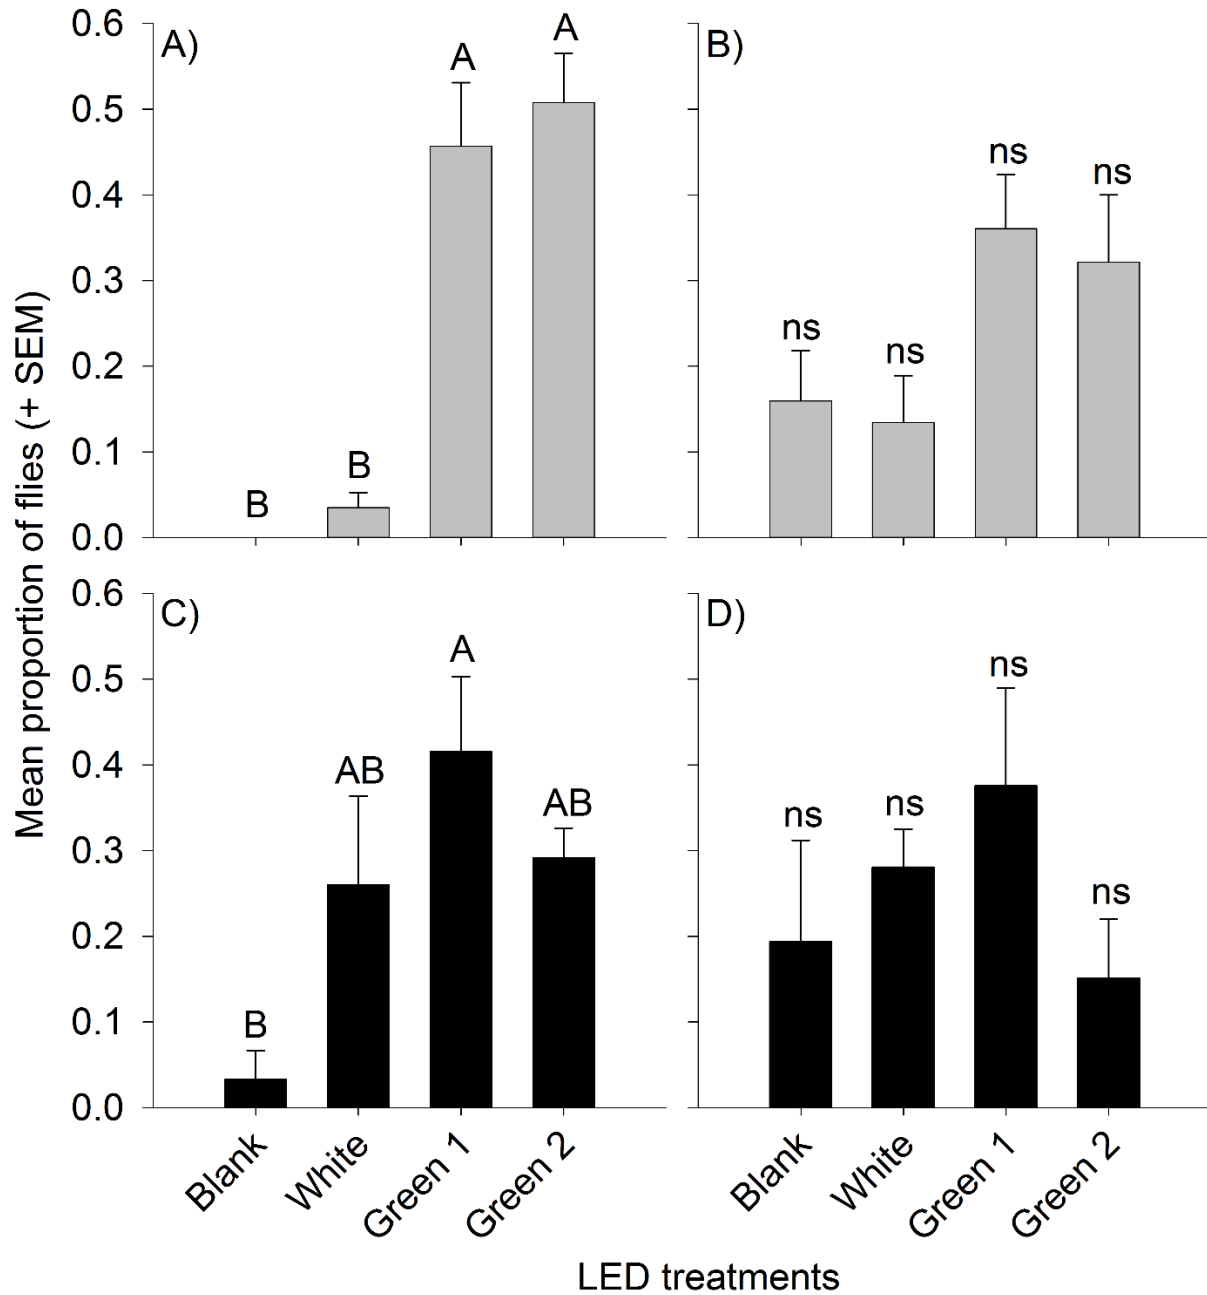 Mean proportion of flies (+ SEM)
A)
0.6
0.5
0.4
0.3
0.2
0.1
0.0
B
B
A
A
B)
ns
ns
ns
ns
C)
0.6
0.5
0.4
0.3
0.2
0.1
0.0
B
AB
A
AB
D)
ns
ns
ns
ns
Blank
White
Green 1
Green 2
Blank
White
Green 1
Green 2
LED treatments